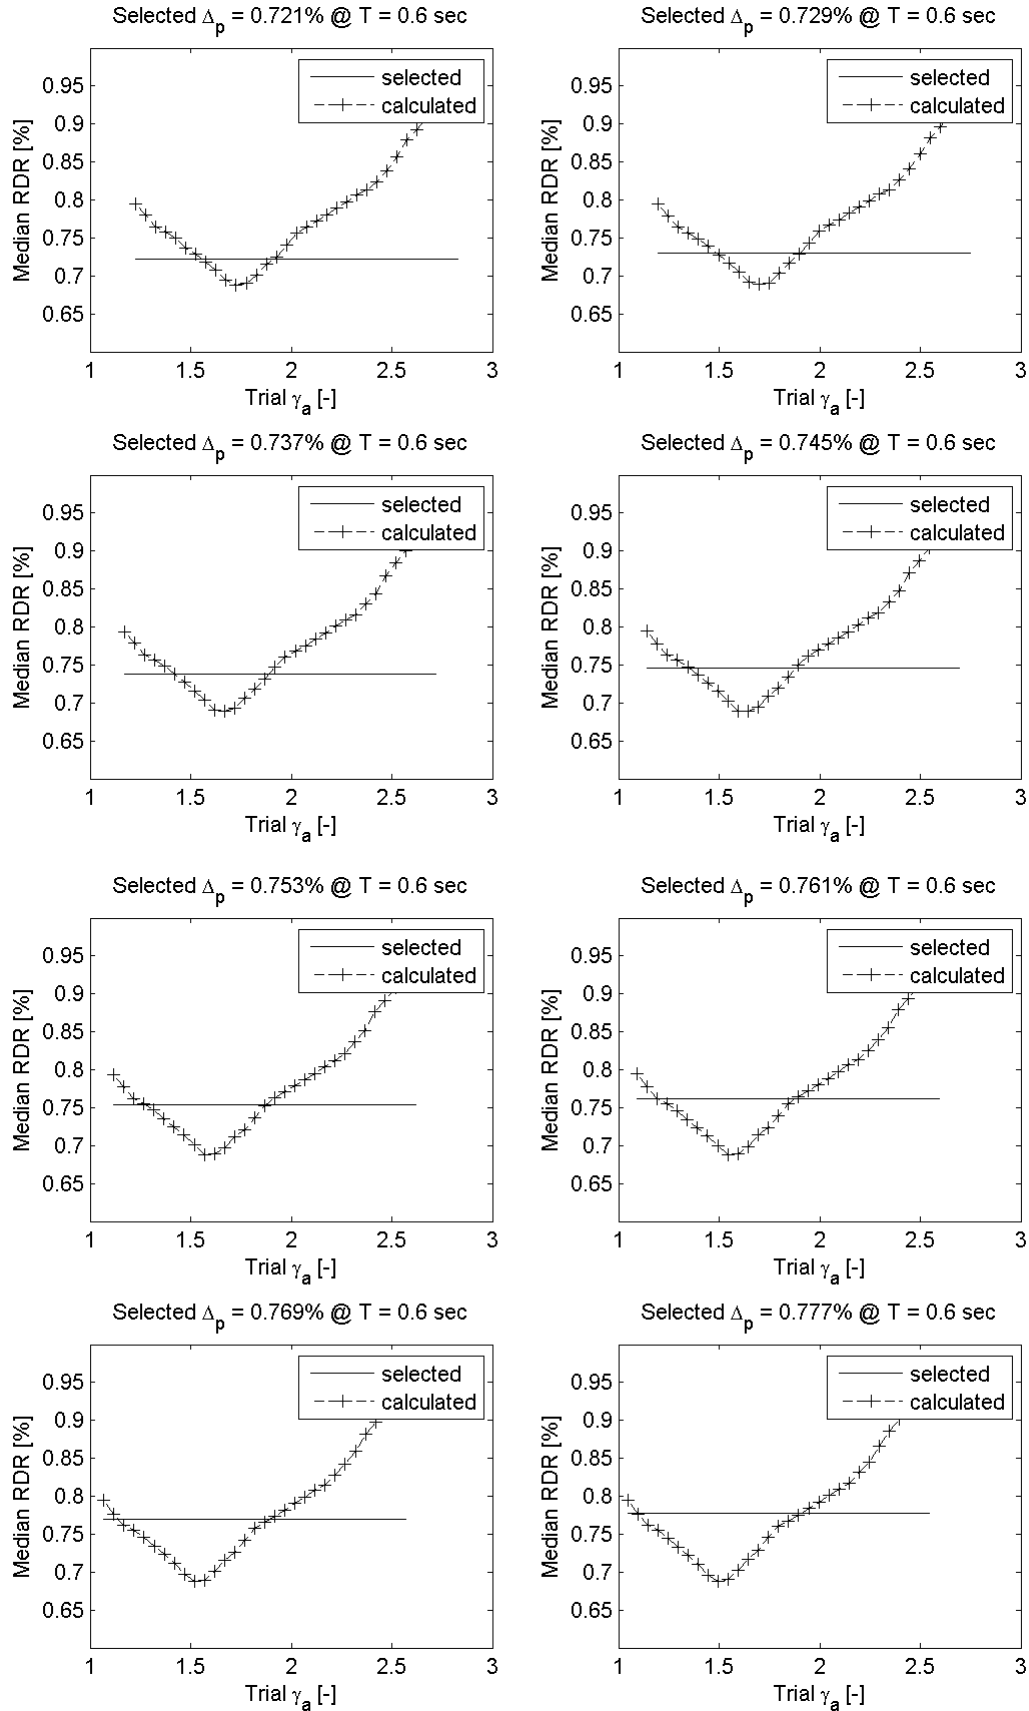 Selected Δp = 0.721% @ T = 0.6 sec
0.95
0.9
0.85
0.8
0.75
0.7
0.65
Median RDR [%]
selected
calculated
1 1.5 2 2.5 3
Trial γa [-]
Selected Δp = 0.729% @ T = 0.6 sec
0.95
0.9
0.85
0.8
0.75
0.7
0.65
Median RDR [%]
selected
calculated
1 1.5 2 2.5 3
Trial γa [-]
Selected Δp = 0.737% @ T = 0.6 sec
0.95
0.9
0.85
0.8
0.75
0.7
0.65
Median RDR [%]
selected
calculated
1 1.5 2 2.5 3
Trial γa [-]
Selected Δp = 0.745% @ T = 0.6 sec
0.95
0.9
0.85
0.8
0.75
0.7
0.65
Median RDR [%]
selected
calculated
1 1.5 2 2.5 3
Trial γa [-]
Selected Δp = 0.753% @ T = 0.6 sec
0.95
0.9
0.85
0.8
0.75
0.7
0.65
Median RDR [%]
selected
calculated
1 1.5 2 2.5 3
Trial γa [-]
Selected Δp = 0.761% @ T = 0.6 sec
0.95
0.9
0.85
0.8
0.75
0.7
0.65
Median RDR [%]
selected
calculated
1 1.5 2 2.5 3
Trial γa [-]
Selected Δp = 0.769% @ T = 0.6 sec
0.95
0.9
0.85
0.8
0.75
0.7
0.65
Median RDR [%]
selected
calculated
1 1.5 2 2.5 3
Trial γa [-]
Selected Δp = 0.777% @ T = 0.6 sec
0.95
0.9
0.85
0.8
0.75
0.7
0.65
Median RDR [%]
selected
calculated
1 1.5 2 2.5 3
Trial γa [-]